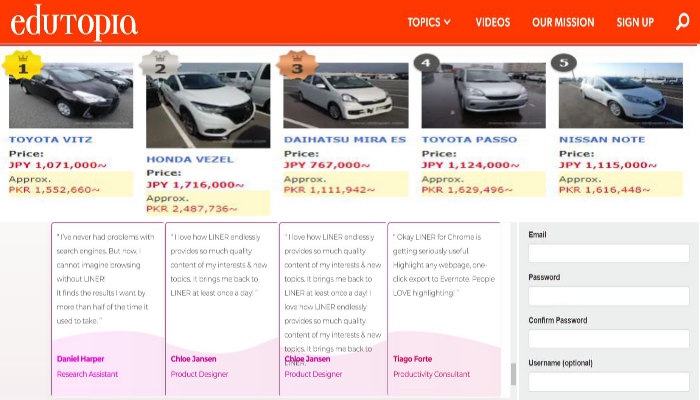 edutopia
TOPICS
VIDEOS
OUR MISSION
SIGN UP
1
2
3
4
5
TOYOTA VITZ
Price:
JPY 1,071,000~
Approx.
PKR 1,552,660~
HONDA VEZEL
Price:
JPY 1,716,000~
Approx.
PKR 2,487,736~
DAIHATSU MIRA ES
Price:
JPY 767,000~
Approx.
PKR 1,111,942~
TOYOTA PASSO
Price:
JPY 1,124,000~
Approx.
PKR 1,629,496~
NISSAN NOTE
Price:
JPY 1,115,000~
Approx.
PKR 1,616,448~
" I've never had problems with
search engines. But now, I
cannot imagine browsing
without LINER!
It finds the results I want by
more than half of the time it
used to take. "
Daniel Harper
Research Assistant
" I love how LINER endlessly
provides so much quality
content of my interests & new
topics. It brings me back to
LINER at least once a day! "
Chloe Jansen
Product Designer
" I love how LINER endlessly
provides so much quality
content of my interests & new
topics. It brings me back to
LINER at least once a day! I
love how LINER endlessly
provides so much quality
content of my interests & new
topics. It brings me back to
LINER.
Chloe Jansen
Product Designer
" Okay LINER for Chrome is
getting seriously useful.
Highlight any webpage, one-
click export to Evernote. People
LOVE highlighting! "
Tiago Forte
Productivity Consultant
Email
Password
Confirm Password
Username (optional)